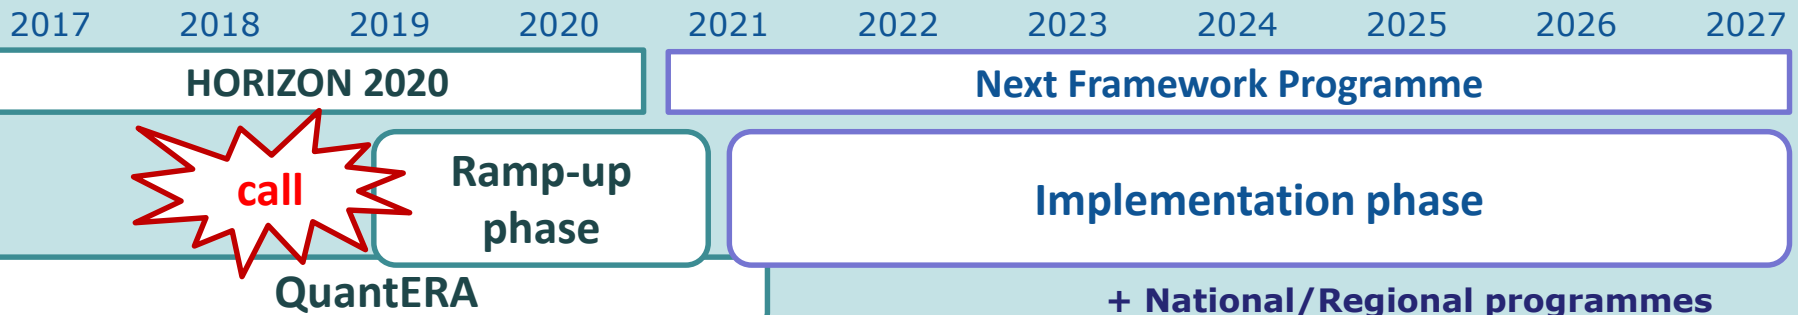 2017 2018 2019 2020 2021 2022 2023 2024 2025 2026 2027
HORIZON 2020
Next Framework Programme
call
Ramp-up
phase
Implementation phase
QuantERA
+ National/Regional programmes